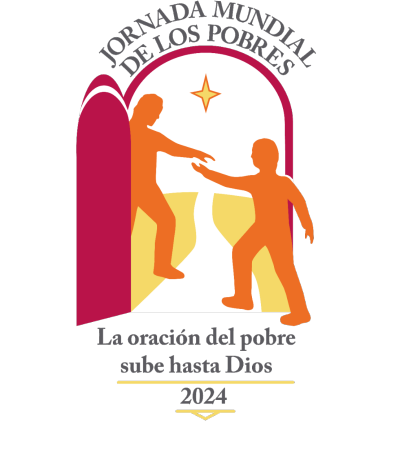 JORNADA MUNDIAL
DE LOS POBRES
La oración del pobre
sube hasta Dios
2024